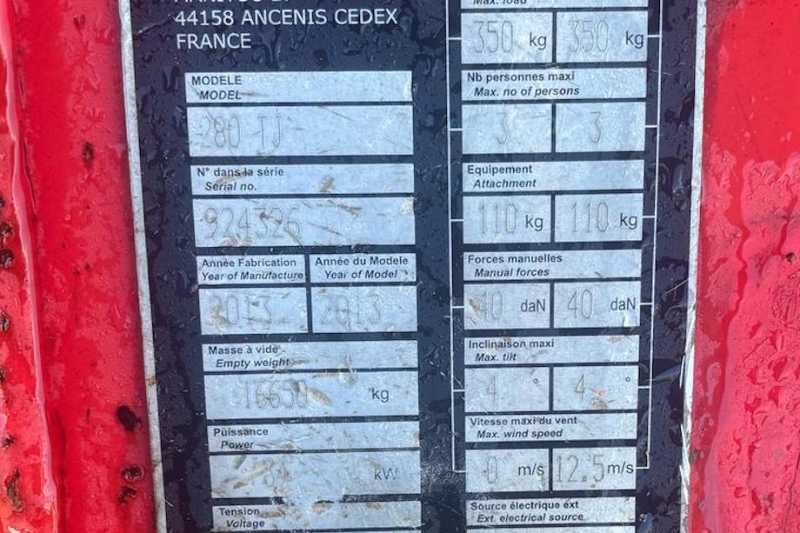 44158 ANCENIS CEDEX
FRANCE
MODELE
MODEL
280 TJ
N° dans la série
Serial no.
924326
Année Fabrication
Year of Manufacture
Année du Modele
Year of Model
2013
2013
Masse à vide
Empty weight
16650 kg
Puissance
Power
kW
Tension
Voltage
Max. load
350 kg 350 kg
Nb personnes maxi
Max. no of persons
3 3
Equipement
Attachment
110 kg 110 kg
Forces manuelles
Manual forces
40 daN 40 daN
Inclinaison maxi
Max. tilt
4 ° 4 °
Vitesse maxi du vent
Max. wind speed
0 m/s 12.5 m/s
Source électrique ext
Ext. electrical source